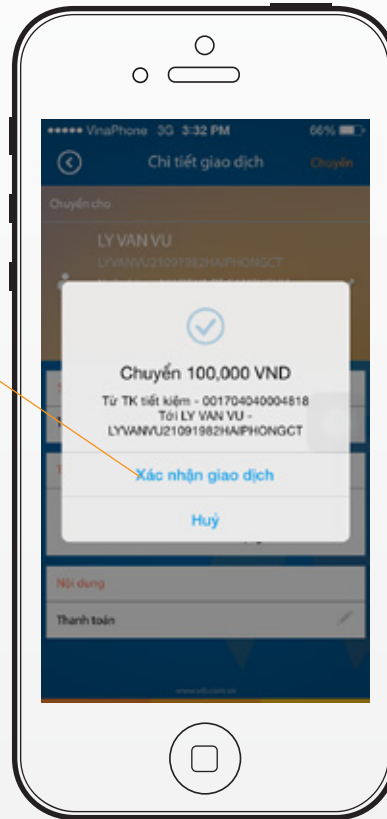 VinaPhone 3G 3:32 PM 66%
Chi tiết giao dịch Chuyển
Chuyển cho
LY VAN VU
LYVANVU21091982HAIPHONGCT
Chuyển 100,000 VND
Từ TK tiết kiệm - 001704040004818
Tới LY VAN VU -
LYVANVU21091982HAIPHONGCT
Xác nhận giao dịch
Huỷ
Nội dung
Thanh toán